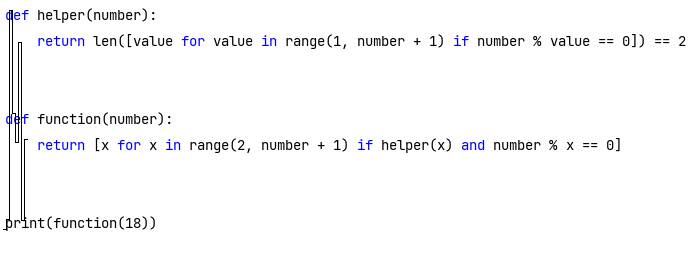 def helper(number):
    return len([value for value in range(1, number + 1) if number % value == 0]) == 2
def function(number):
    return [x for x in range(2, number + 1) if helper(x) and number % x == 0]
print(function(18))